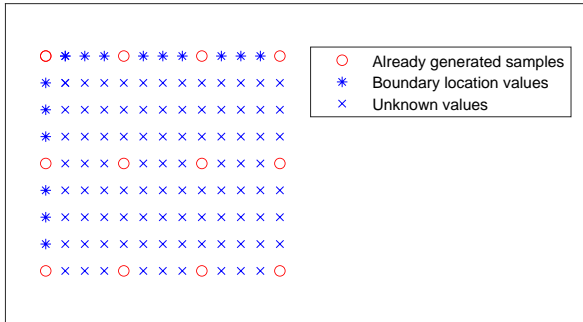 Already generated samples
Boundary location values
Unknown values